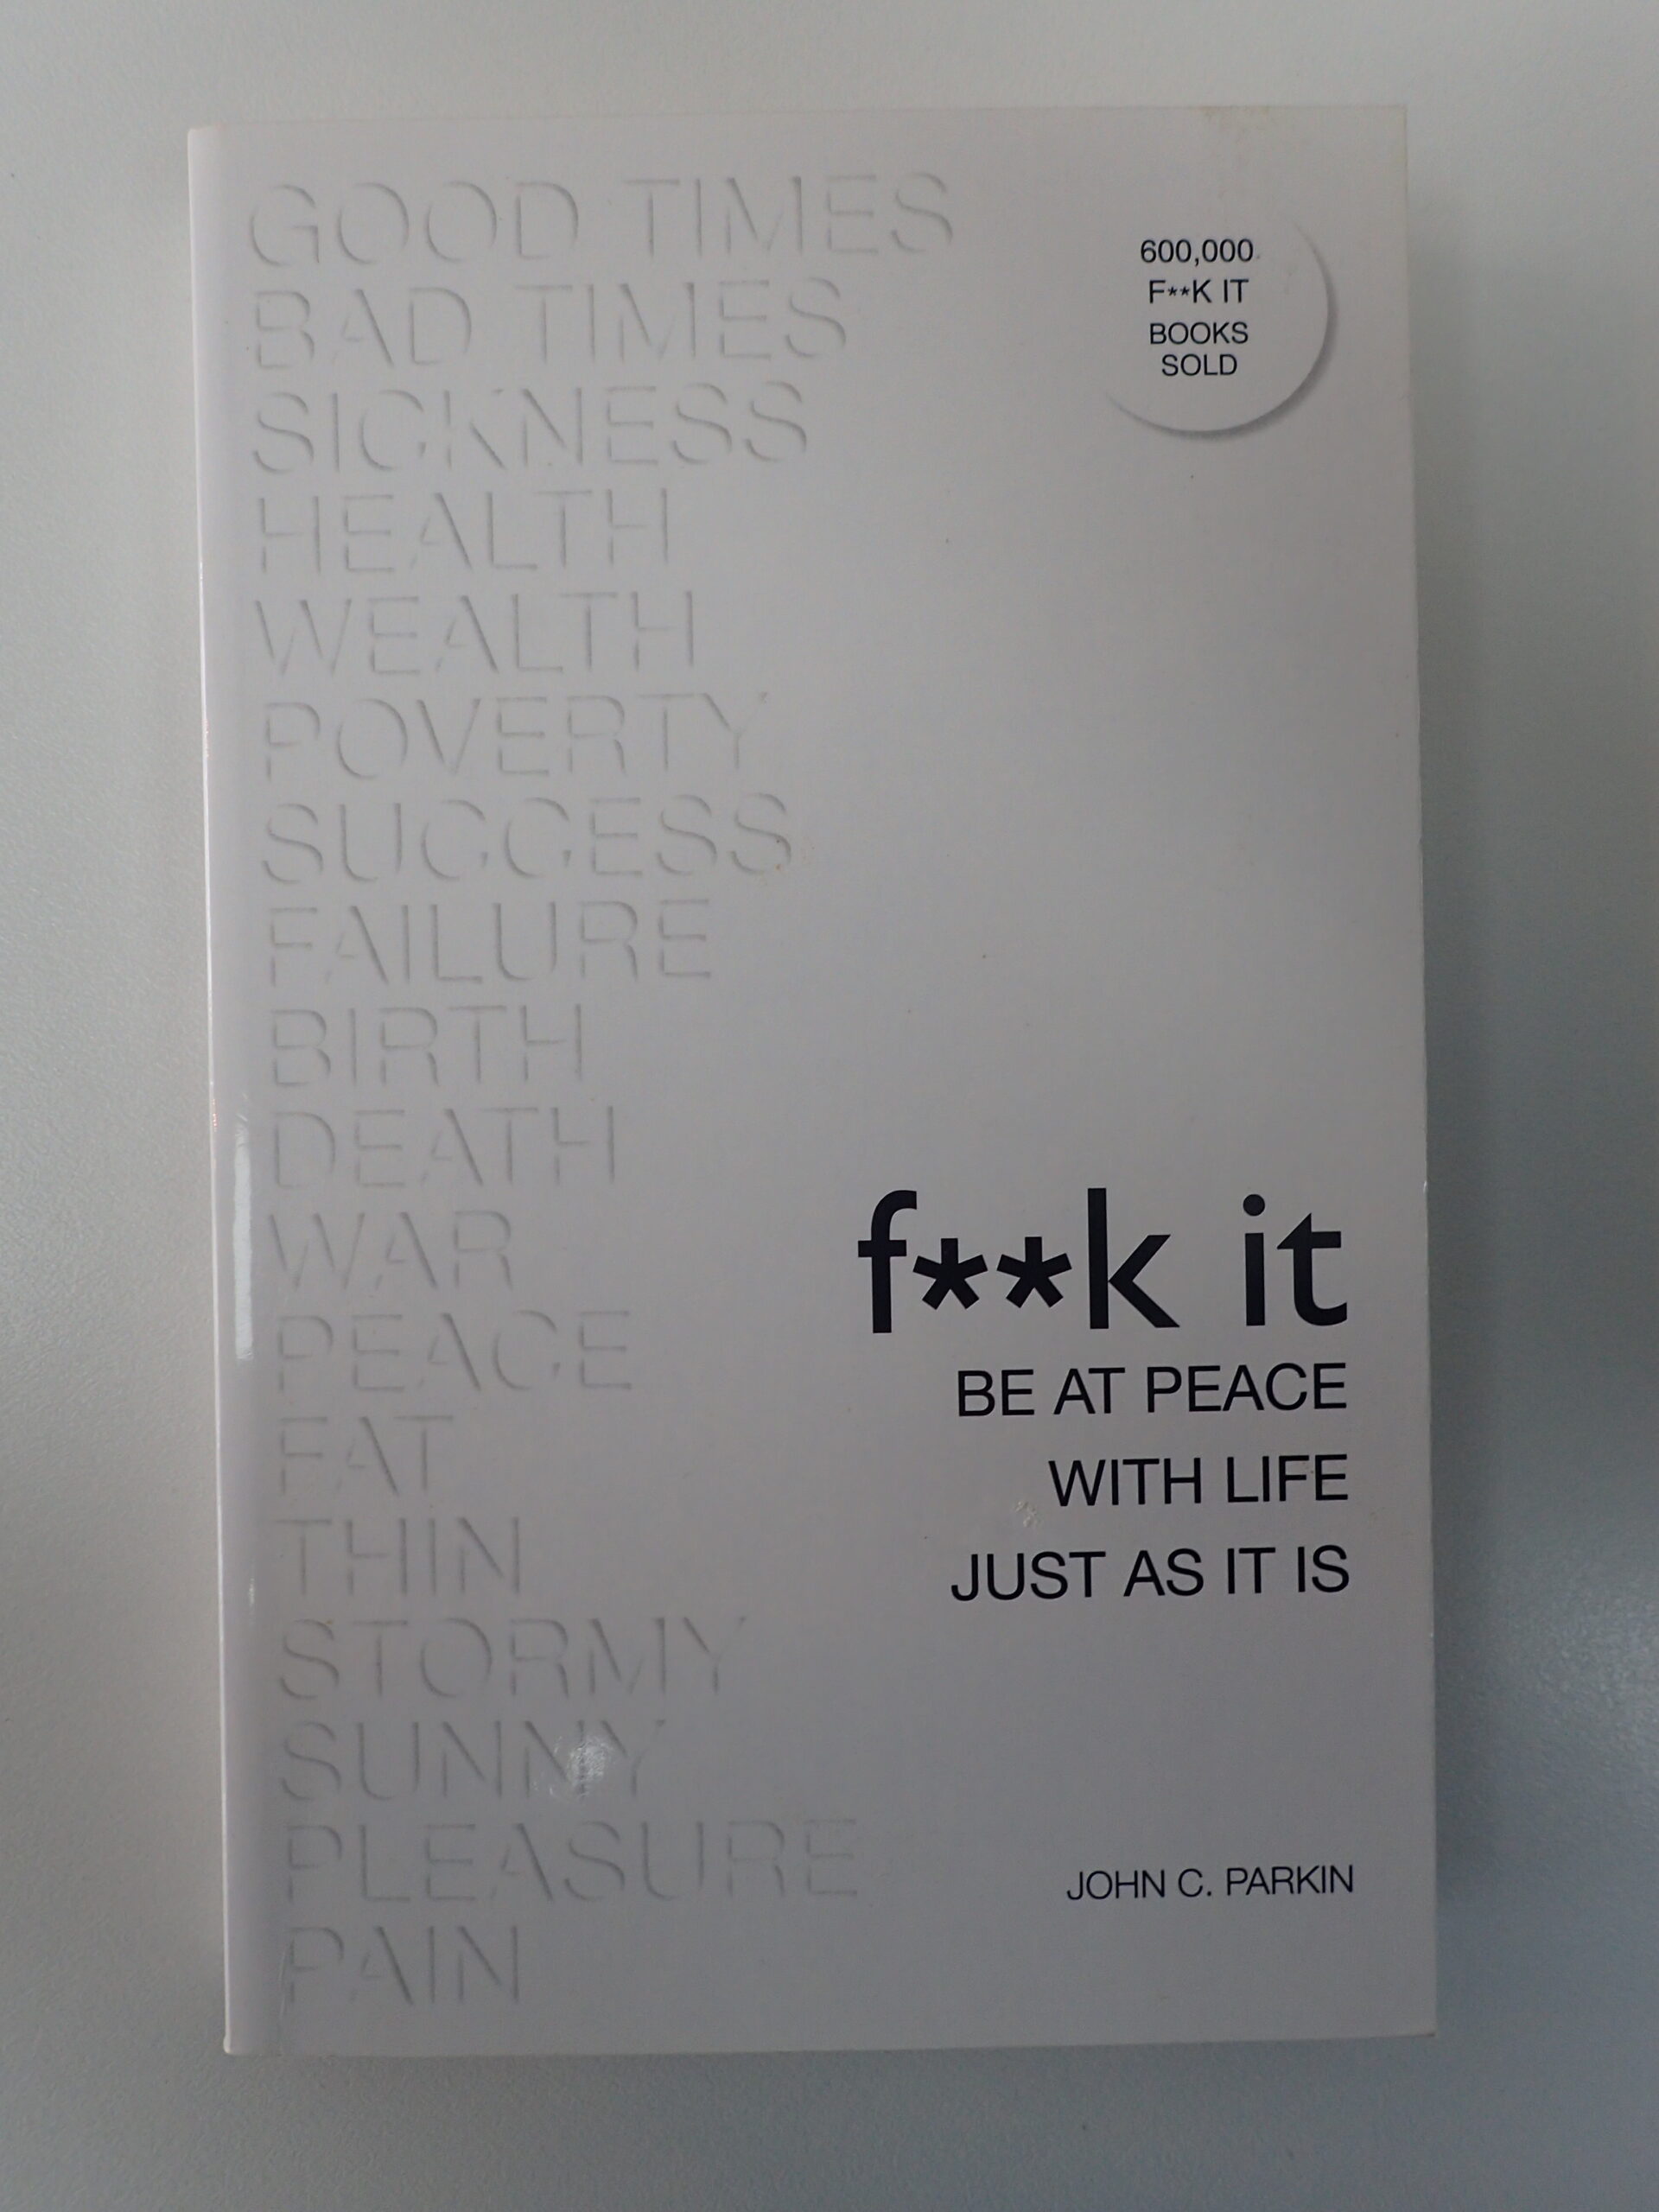 GOOD TIMES
BAD TIMES
SICKNESS
HEALTH
WEALTH
POVERTY
SUCCESS
FAILURE
BIRTH
DEATH
WAR
PEACE
FAT
THIN
STORMY
SUNNY
PLEASURE
PAIN
600,000
F**K IT
BOOKS
SOLD
f**k it
BE AT PEACE
WITH LIFE
JUST AS IT IS
JOHN C. PARKIN